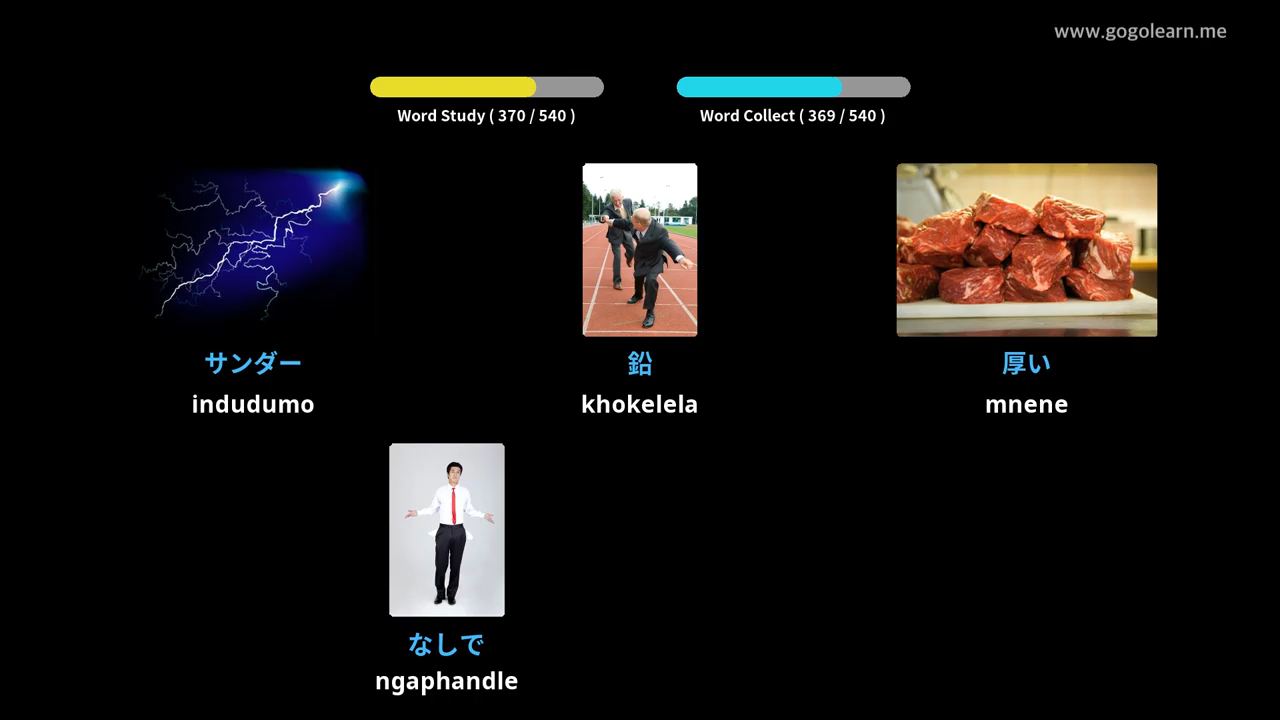 www.gogolearn.me
Word Study ( 370 / 540 )
Word Collect ( 369 / 540 )
サンダー
indudumo
鉛
khokelela
厚い
mnene
なしで
ngaphandle